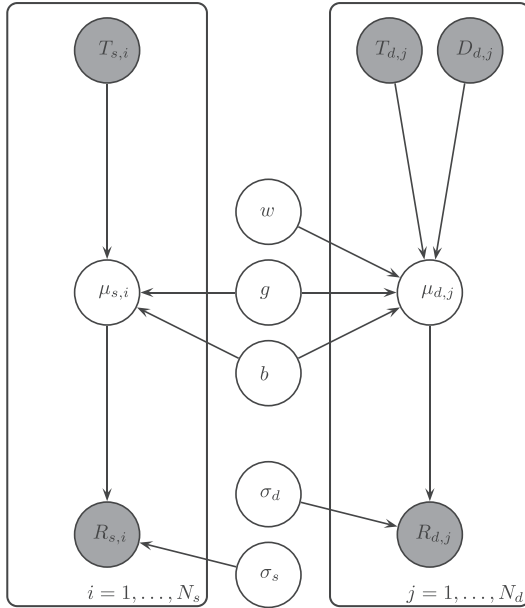 T_{s,i}
T_{d,j} D_{d,j}
w
μ_{s,i} g μ_{d,j}
b
σ_d
R_{s,i} R_{d,j}
σ_s
i = 1, . . . , N_s j = 1, . . . , N_d